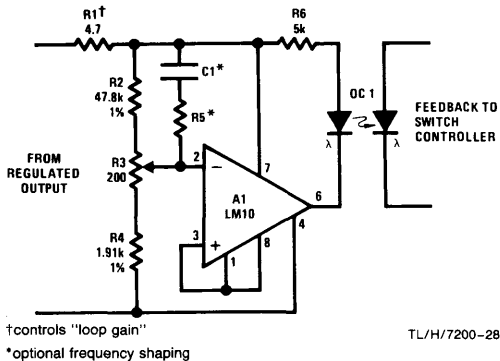 R1†
4.7
R6
5k
C1*
R2
47.8k
1%
R5*
OC 1
FEEDBACK TO
SWITCH
CONTROLLER
λ
λ
FROM
REGULATED
OUTPUT
R3
200
2
−
7
A1
LM10
6
4
3
+
8
1
R4
1.91k
1%
†controls "loop gain"
TL/H/7200–28
*optional frequency shaping